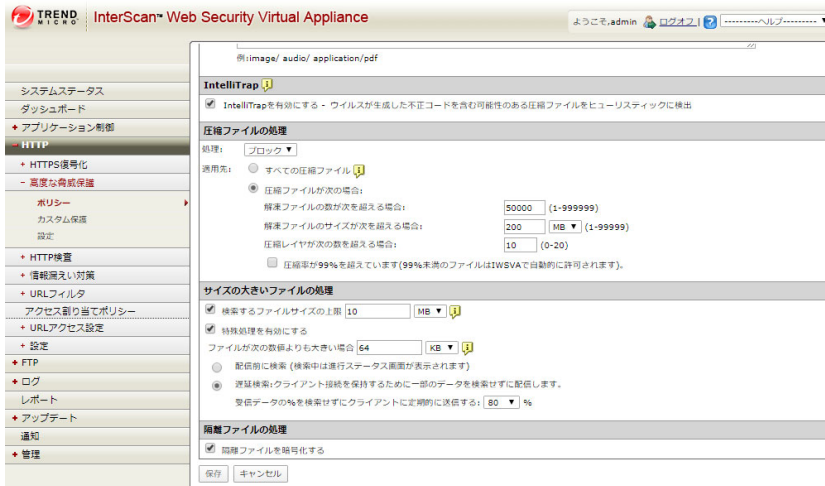 TREND MICRO InterScan™ Web Security Virtual Appliance
ようこそ,admin ログオフ | ---------ヘルプ---------
システムステータス
ダッシュボード
アプリケーション制御
HTTP
HTTPS復号化
高度な脅威保護
ポリシー
カスタム保護
設定
HTTP検査
情報漏えい対策
URLフィルタ
アクセス割り当てポリシー
URLアクセス設定
設定
FTP
ログ
レポート
アップデート
通知
管理
例:image/ audio/ application/pdf
IntelliTrap
IntelliTrapを有効にする - ウイルスが生成した不正コードを含む可能性のある圧縮ファイルをヒューリスティックに検出
圧縮ファイルの処理
処理: ブロック
適用先: すべての圧縮ファイル
圧縮ファイルが次の場合:
解凍ファイルの数が次を超える場合: 50000 (1-999999)
解凍ファイルのサイズが次を超える場合: 200 MB (1-99999)
圧縮レイヤが次の数を超える場合: 10 (0-20)
圧縮率が99%を超えています(99%未満のファイルはIWSVAで自動的に許可されます)。
サイズの大きいファイルの処理
検索するファイルサイズの上限 10 MB
特殊処理を有効にする
ファイルが次の数値よりも大きい場合 64 KB
配信前に検索 (検索中は進行ステータス画面が表示されます)
遅延検索:クライアント接続を保持するために一部のデータを検索せずに配信します。
受信データの%を検索せずにクライアントに定期的に送信する: 80 %
隔離ファイルの処理
隔離ファイルを暗号化する
保存 キャンセル